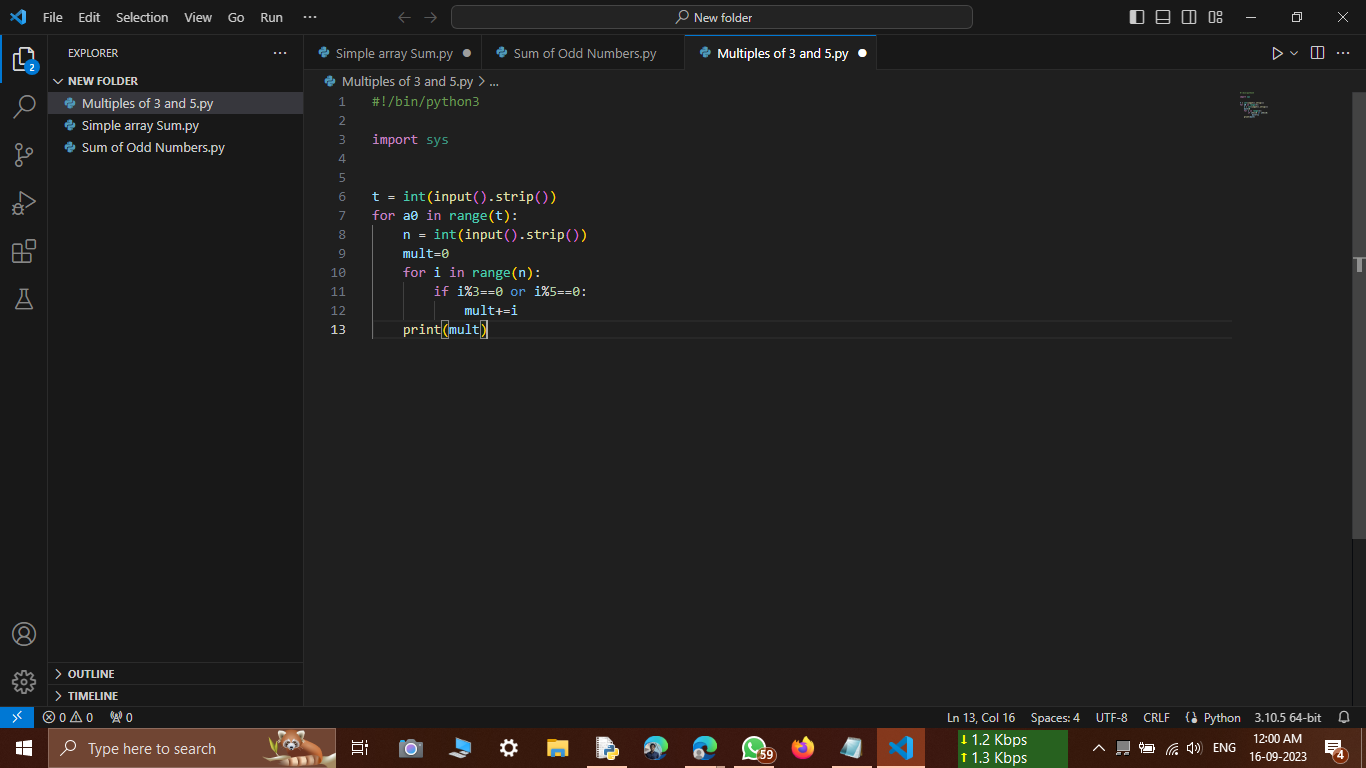 File Edit Selection View Go Run ...
New folder
EXPLORER ...
Simple array Sum.py
Sum of Odd Numbers.py
Multiples of 3 and 5.py
NEW FOLDER
Multiples of 3 and 5.py
Simple array Sum.py
Sum of Odd Numbers.py
Multiples of 3 and 5.py > ...
1 #!/bin/python3
2
3 import sys
4
5
6 t = int(input().strip())
7 for a0 in range(t):
8     n = int(input().strip())
9     mult=0
10     for i in range(n):
11         if i%3==0 or i%5==0:
12             mult+=i
13     print(mult)
2
OUTLINE
TIMELINE
0 0 0
Ln 13, Col 16 Spaces: 4 UTF-8 CRLF Python 3.10.5 64-bit
Type here to search
59
1.2 Kbps
1.3 Kbps
ENG
12:00 AM
16-09-2023
4